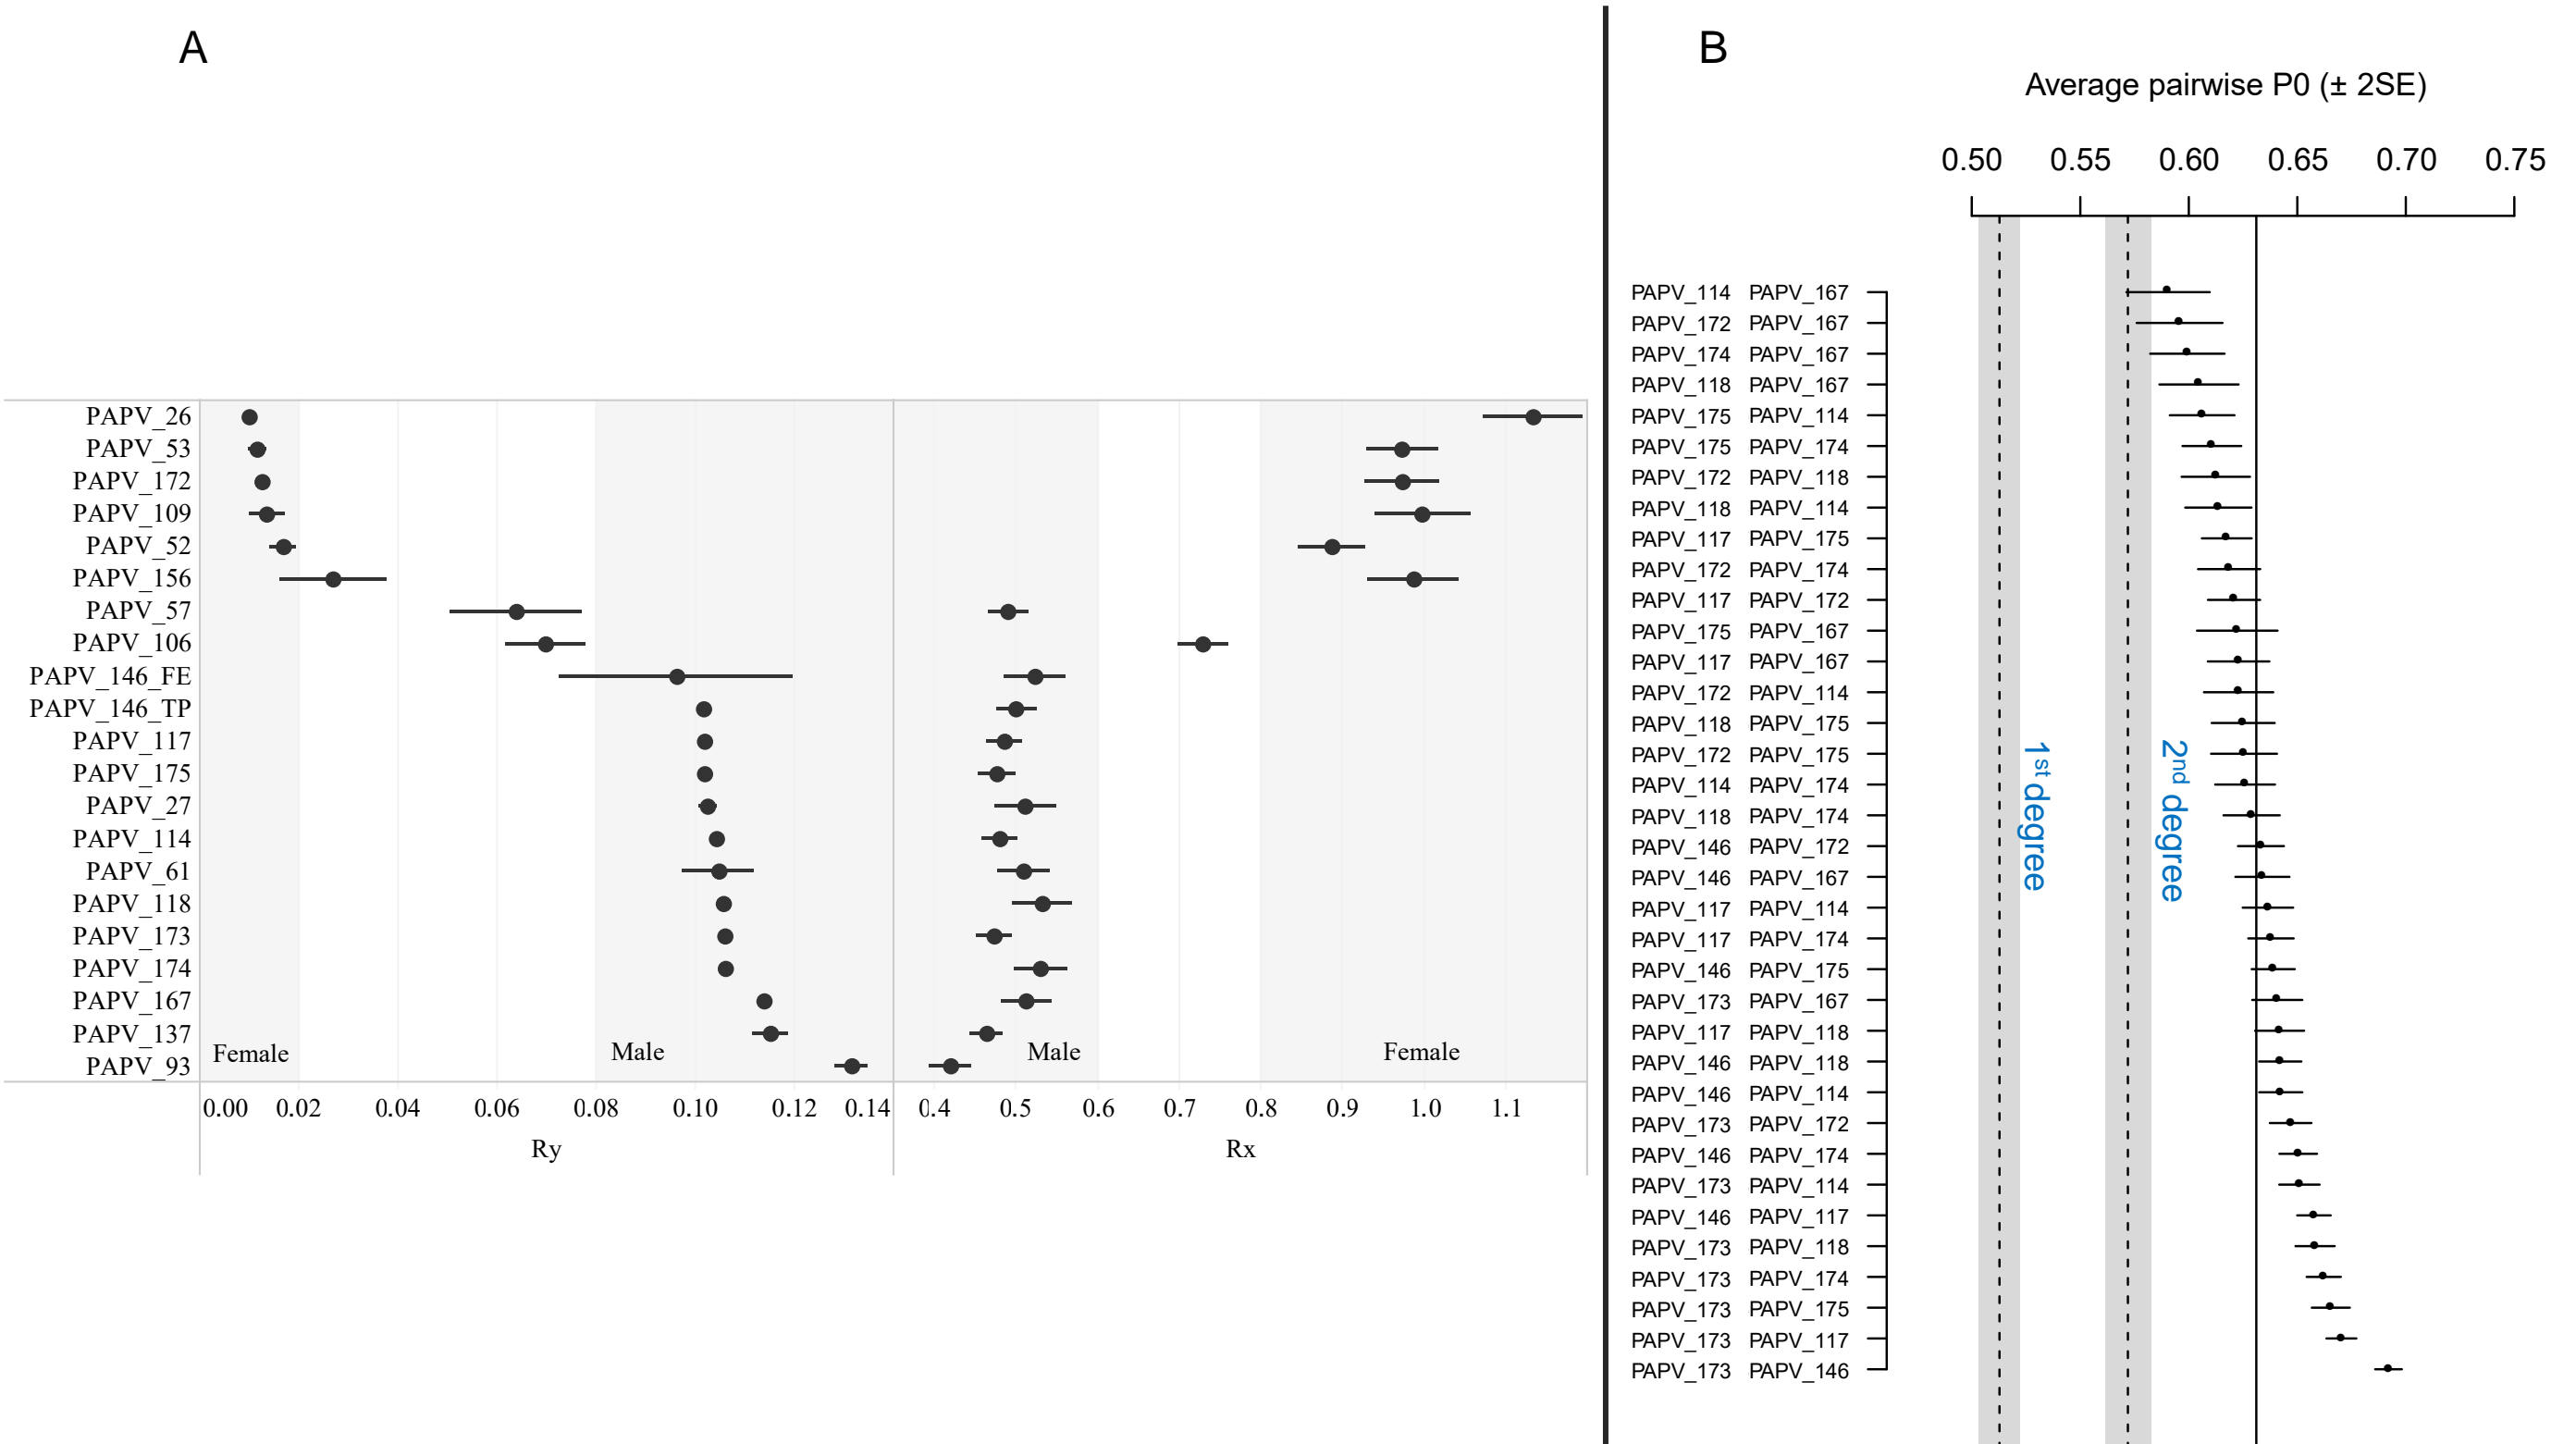 A
PAPV_26
PAPV_53
PAPV_172
PAPV_109
PAPV_52
PAPV_156
PAPV_57
PAPV_106
PAPV_146_FE
PAPV_146_TP
PAPV_117
PAPV_175
PAPV_27
PAPV_114
PAPV_61
PAPV_118
PAPV_173
PAPV_174
PAPV_167
PAPV_137
PAPV_93
Female Male Male Female
0.00 0.02 0.04 0.06 0.08 0.10 0.12 0.14 0.4 0.5 0.6 0.7 0.8 0.9 1.0 1.1
Ry Rx
B
Average pairwise P0 (± 2SE)
0.50 0.55 0.60 0.65 0.70 0.75
PAPV_114 PAPV_167
PAPV_172 PAPV_167
PAPV_174 PAPV_167
PAPV_118 PAPV_167
PAPV_175 PAPV_114
PAPV_175 PAPV_174
PAPV_172 PAPV_118
PAPV_118 PAPV_114
PAPV_117 PAPV_175
PAPV_172 PAPV_174
PAPV_117 PAPV_172
PAPV_175 PAPV_167
PAPV_117 PAPV_167
PAPV_172 PAPV_114
PAPV_118 PAPV_175
PAPV_172 PAPV_175
PAPV_114 PAPV_174
PAPV_118 PAPV_174
PAPV_146 PAPV_172
PAPV_146 PAPV_167
PAPV_117 PAPV_114
PAPV_117 PAPV_174
PAPV_146 PAPV_175
PAPV_173 PAPV_167
PAPV_117 PAPV_118
PAPV_146 PAPV_118
PAPV_146 PAPV_114
PAPV_173 PAPV_172
PAPV_146 PAPV_174
PAPV_173 PAPV_114
PAPV_146 PAPV_117
PAPV_173 PAPV_118
PAPV_173 PAPV_174
PAPV_173 PAPV_175
PAPV_173 PAPV_117
PAPV_173 PAPV_146
1st degree
2nd degree